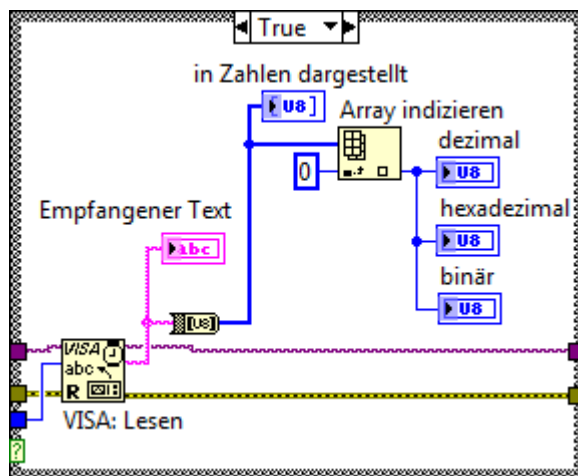 True
in Zahlen dargestellt
[U8]
Array indizieren
dezimal
0
U8
hexadezimal
Empfangener Text
U8
abc
binär
[U8]
U8
VISA
abc
R
VISA: Lesen
?